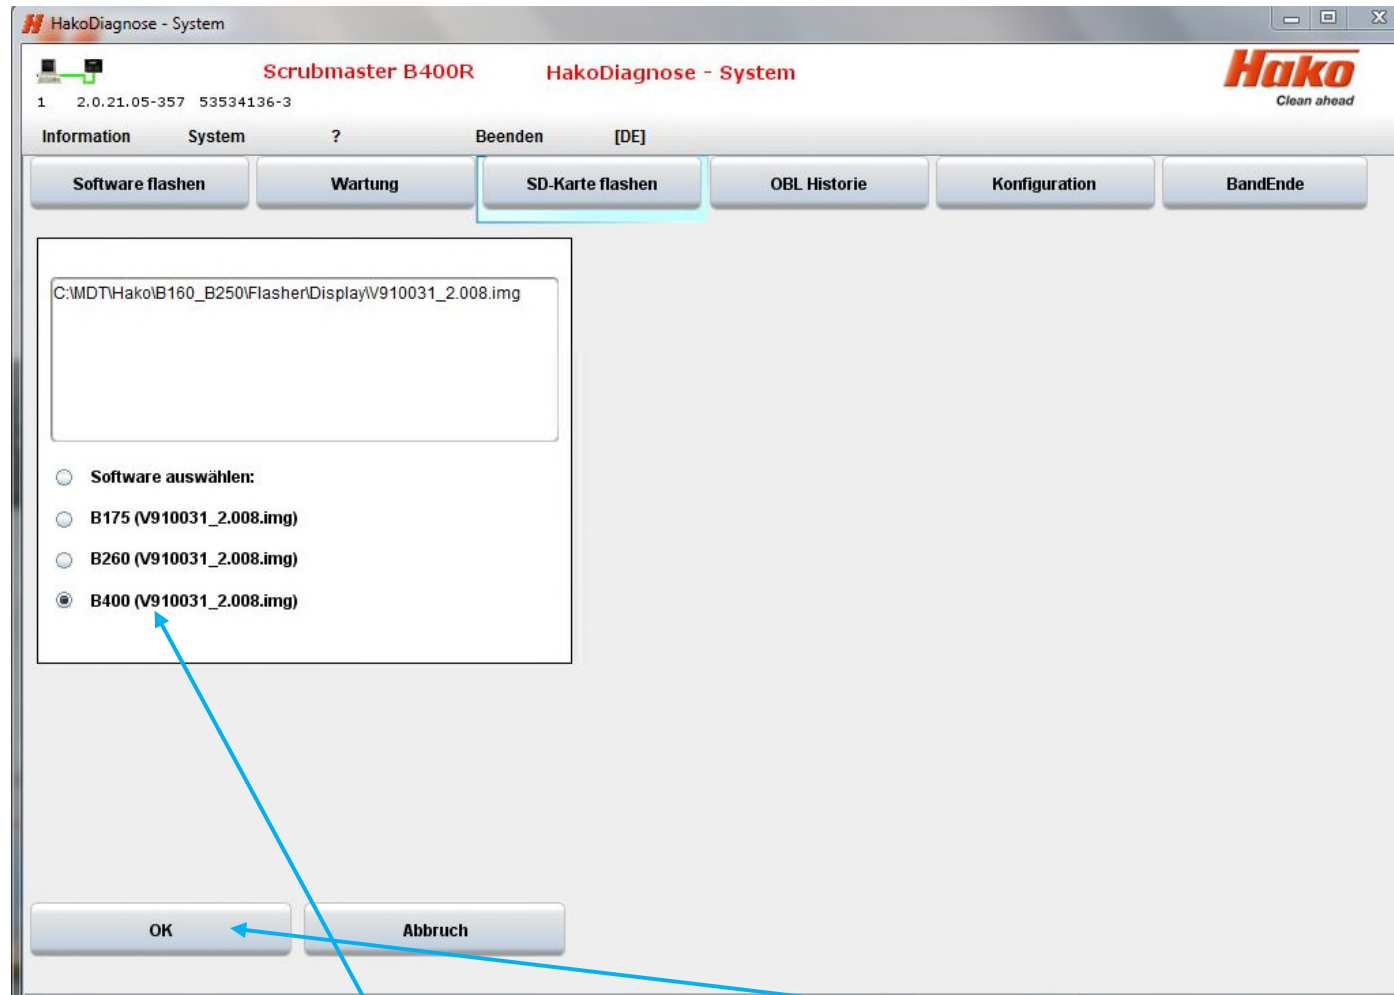 HakoDiagnose - System
Scrubmaster B400R HakoDiagnose - System
Hako
Clean ahead
1 2.0.21.05-357 53534136-3
Information System ? Beenden [DE]
Software flashen Wartung SD-Karte flashen OBL Historie Konfiguration BandEnde
C:\MDT\Hako\B160_B250\Flasher\Display\V910031_2.008.img
Software auswählen:
B175 (V910031_2.008.img)
B260 (V910031_2.008.img)
B400 (V910031_2.008.img)
OK Abbruch